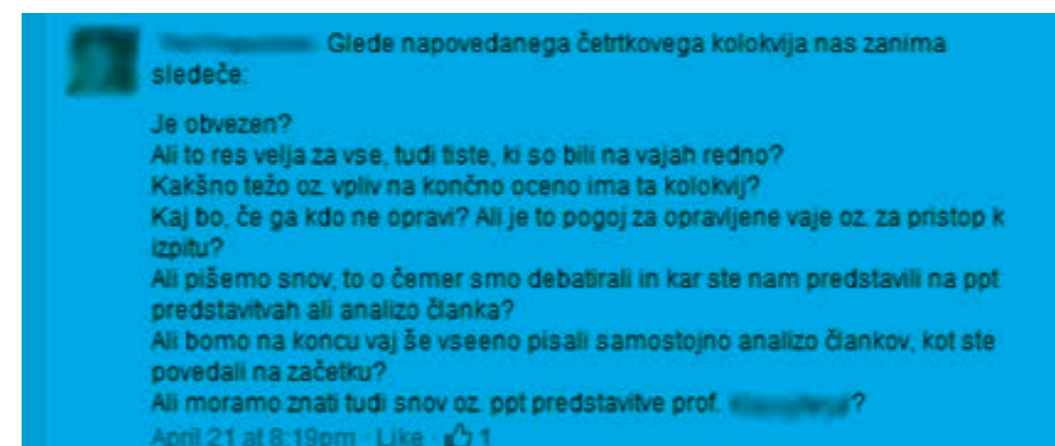 Glede napovedanega četrtkovega kolokvija nas zanima
sledeče:
Je obvezen?
Ali to res velja za vse, tudi tiste, ki so bili na vajah redno?
Kakšno težo oz. vpliv na končno oceno ima ta kolokvij?
Kaj bo, če ga kdo ne opravi? Ali je to pogoj za opravljene vaje oz. za pristop k
izpitu?
Ali pišemo snov, to o čemer smo debatirali in kar ste nam predstavili na ppt
predstavitvah ali analizo članka?
Ali bomo na koncu vaj še vseeno pisali samostojno analizo člankov, kot ste
povedali na začetku?
Ali moramo znati tudi snov oz. ppt predstavitve prof. ?
April 21 at 8:19pm · Like · 1